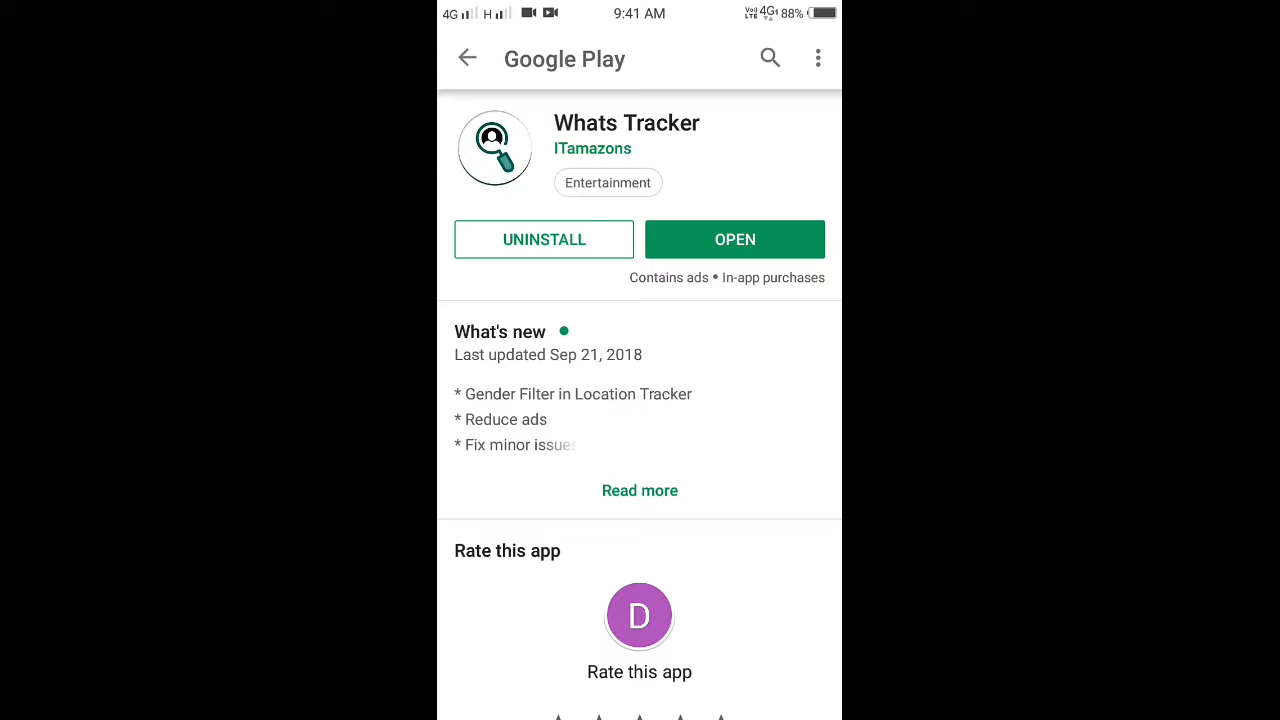 4G H 9:41 AM VoLTE 4G 88%
Google Play
Whats Tracker
ITamazons
Entertainment
UNINSTALL OPEN
Contains ads • In-app purchases
What's new
Last updated Sep 21, 2018
* Gender Filter in Location Tracker
* Reduce ads
* Fix minor issues
Read more
Rate this app
D
Rate this app